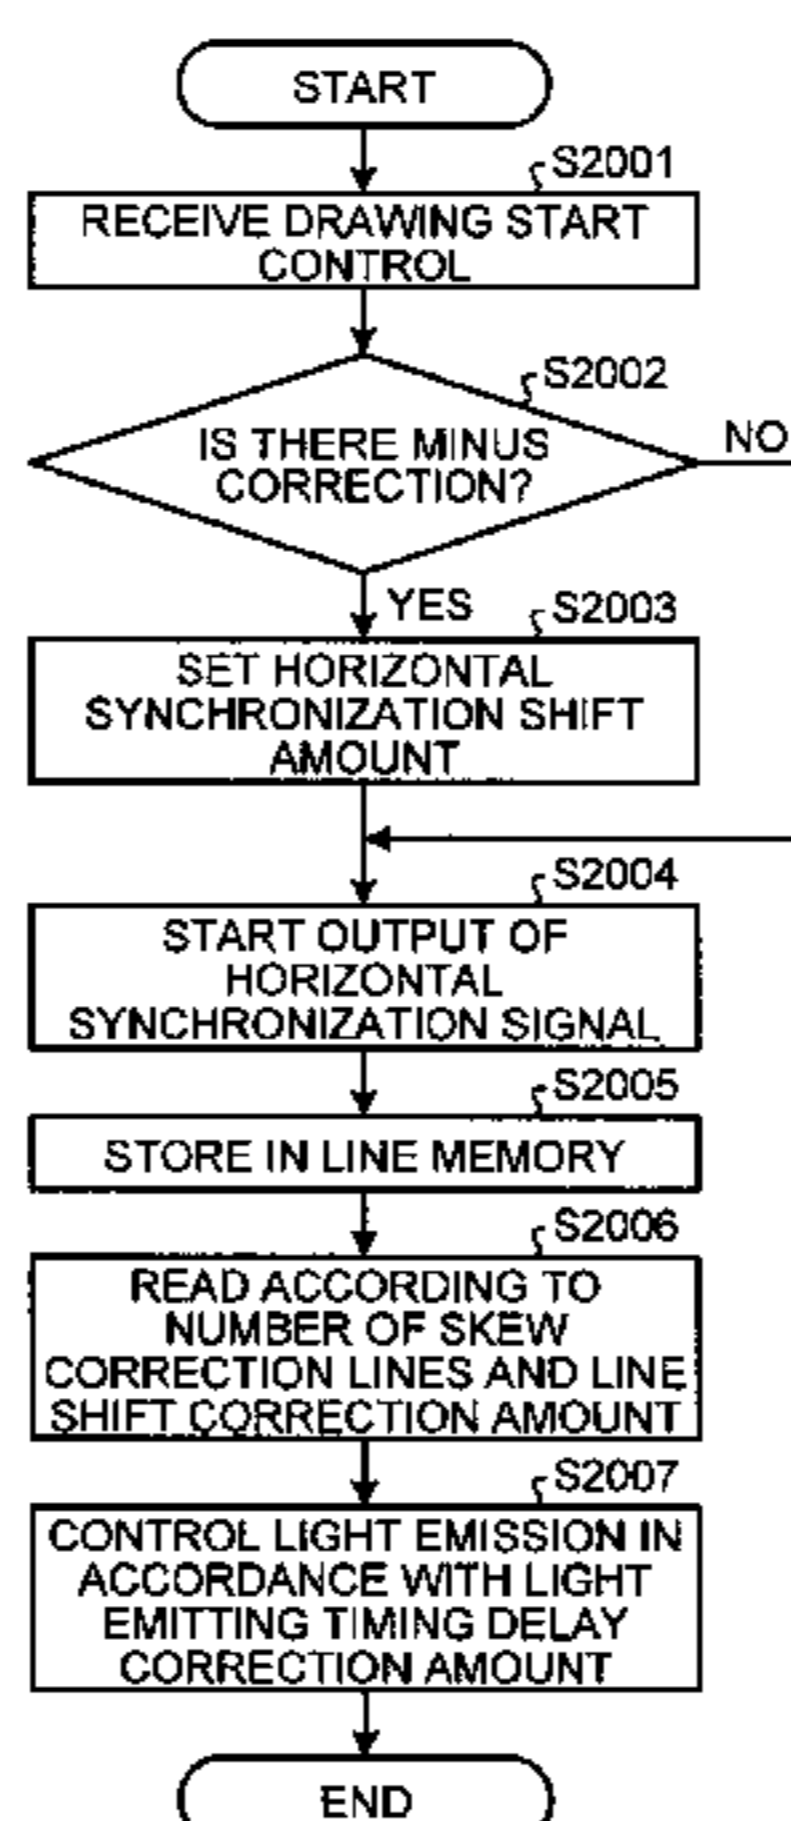 START
S2001
RECEIVE DRAWING START
CONTROL
S2002
IS THERE MINUS
CORRECTION?
NO
YES
S2003
SET HORIZONTAL
SYNCHRONIZATION SHIFT
AMOUNT
S2004
START OUTPUT OF
HORIZONTAL
SYNCHRONIZATION SIGNAL
S2005
STORE IN LINE MEMORY
S2006
READ ACCORDING TO
NUMBER OF SKEW
CORRECTION LINES AND LINE
SHIFT CORRECTION AMOUNT
S2007
CONTROL LIGHT EMISSION IN
ACCORDANCE WITH LIGHT
EMITTING TIMING DELAY
CORRECTION AMOUNT
END